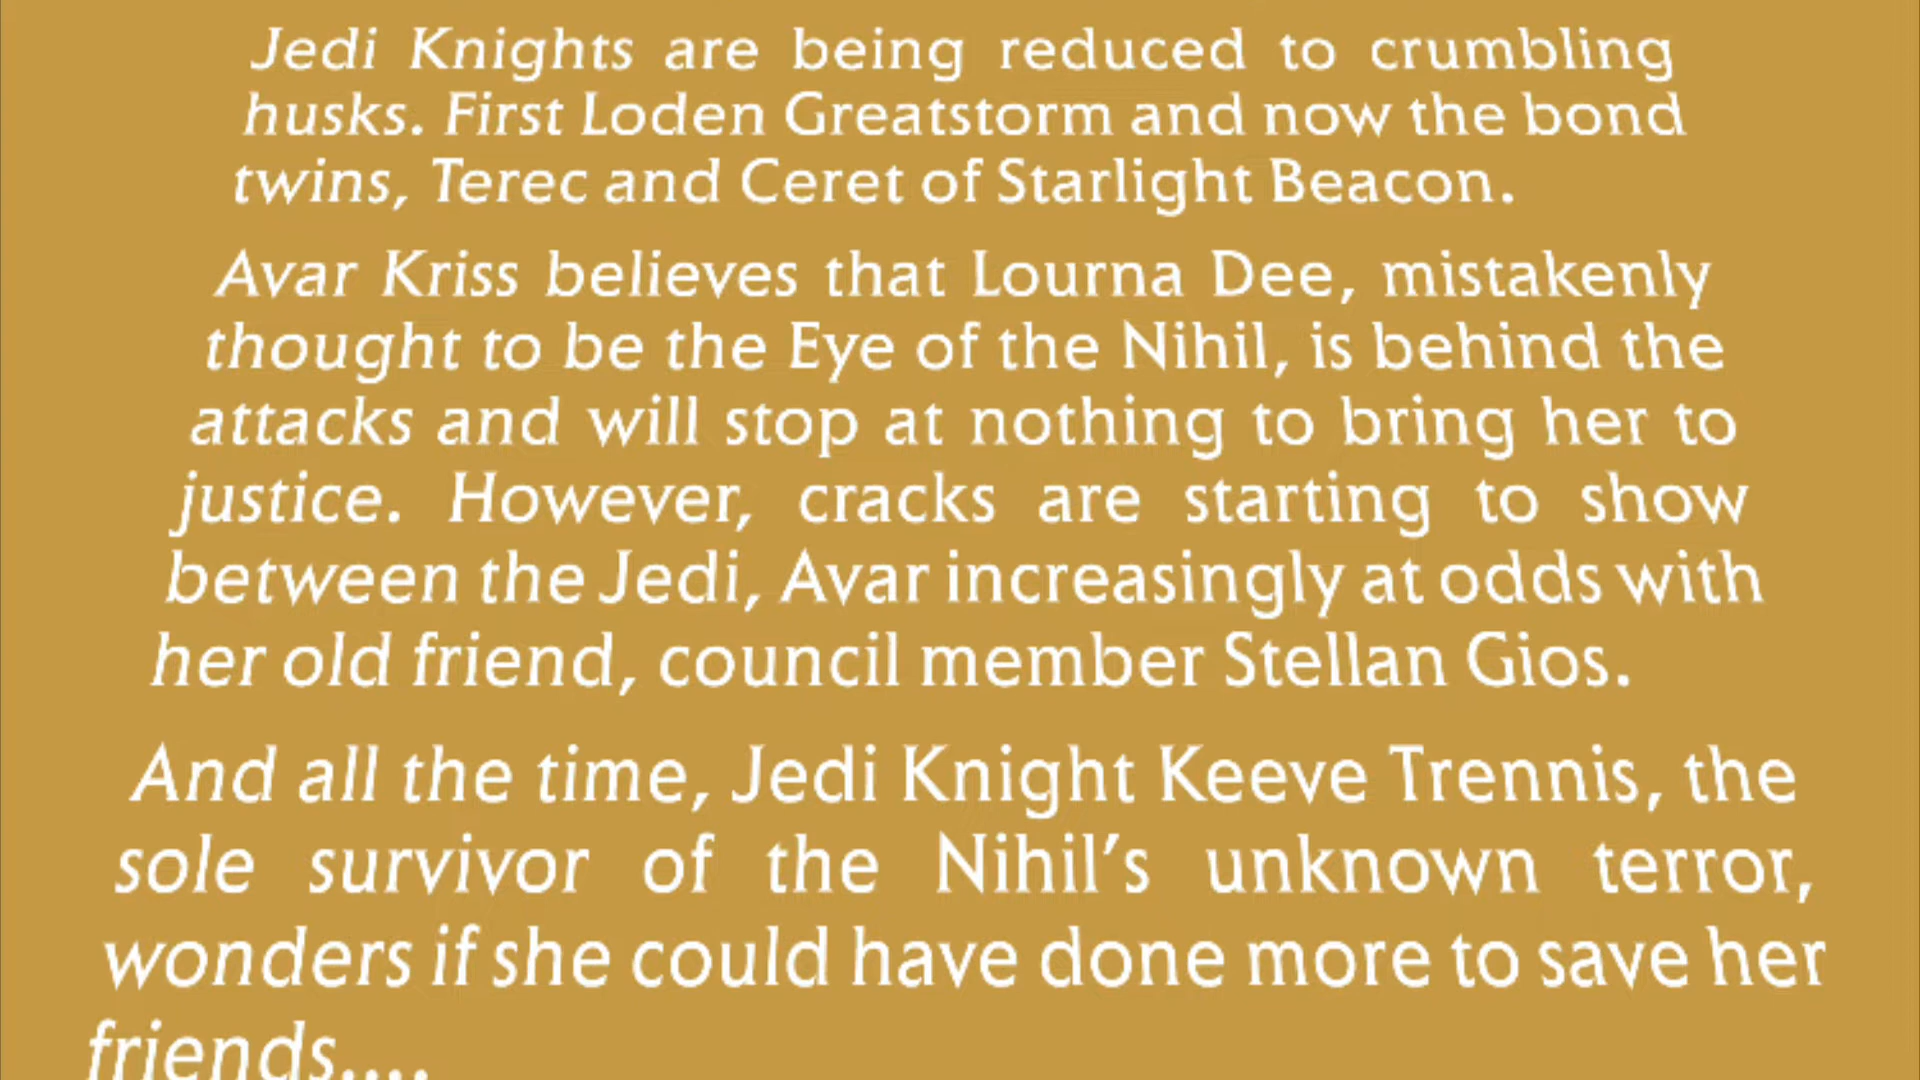 Jedi Knights are being reduced to crumbling
husks. First Loden Greatstorm and now the bond
twins, Terec and Ceret of Starlight Beacon.
Avar Kriss believes that Lourna Dee, mistakenly
thought to be the Eye of the Nihil, is behind the
attacks and will stop at nothing to bring her to
justice. However, cracks are starting to show
between the Jedi, Avar increasingly at odds with
her old friend, council member Stellan Gios.
And all the time, Jedi Knight Keeve Trennis, the
sole survivor of the Nihil’s unknown terror,
wonders if she could have done more to save her
friends....